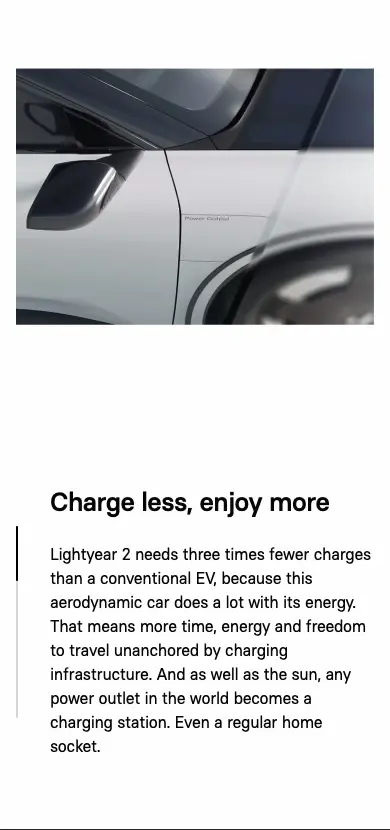 Power Outlet
Charge less, enjoy more
Lightyear 2 needs three times fewer charges
than a conventional EV, because this
aerodynamic car does a lot with its energy.
That means more time, energy and freedom
to travel unanchored by charging
infrastructure. And as well as the sun, any
power outlet in the world becomes a
charging station. Even a regular home
socket.